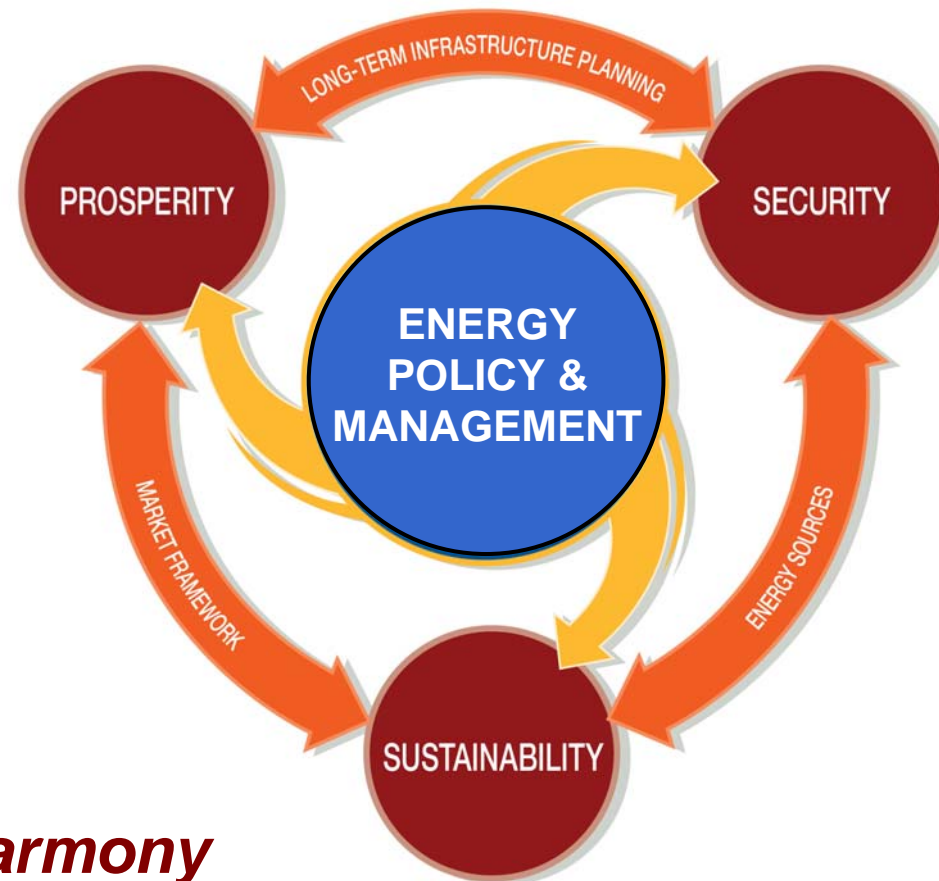 LONG-TERM INFRASTRUCTURE PLANNING
PROSPERITY
SECURITY
ENERGY
POLICY &
MANAGEMENT
MARKET FRAMEWORK
ENERGY SOURCES
SUSTAINABILITY
armony